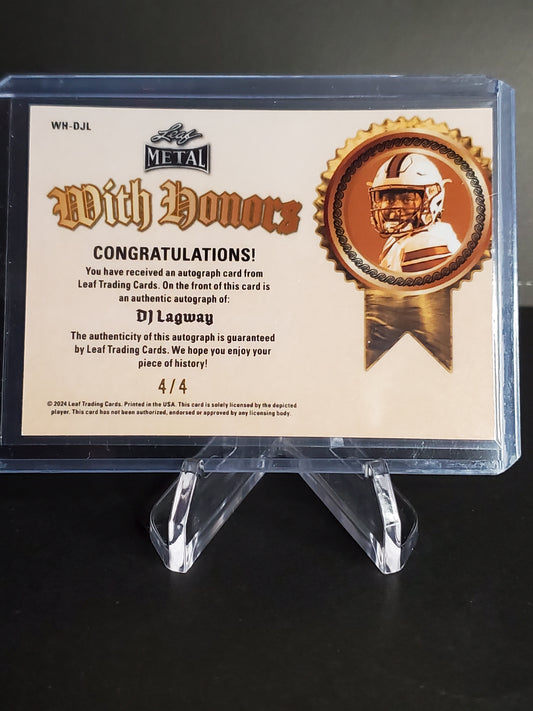 WH-DJL
Leaf
METAL
With Honors
CONGRATULATIONS!
You have received an autograph card from
Leaf Trading Cards. On the front of this card is
an authentic autograph of:
DJ Lagway
The authenticity of this autograph is guaranteed
by Leaf Trading Cards. We hope you enjoy your
piece of history!
4/4
© 2024 Leaf Trading Cards. Printed in the USA. This card is solely licensed by the depicted
player. This card has not been authorized, endorsed or approved by any licensing body.